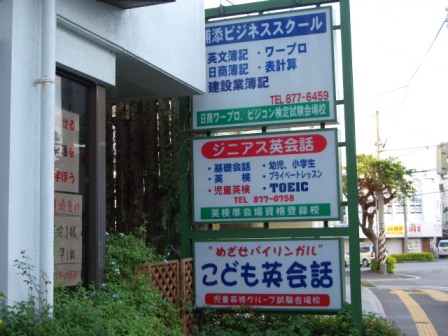 浦添ビジネススクール
英文簿記・ワープロ
日商簿記・表計算
建設業簿記
TEL 877-6459
日商ワープロ、ビジコン検定試験会場校
ジニアス英会話
・基礎会話・幼児、小学生
・英検・プライベートレッスン
・児童英検・TOEIC
TEL 877-0758
英検準会場資格登録校
"めざせバイリンガル"
こども英会話
児童英検グループ試験会場校